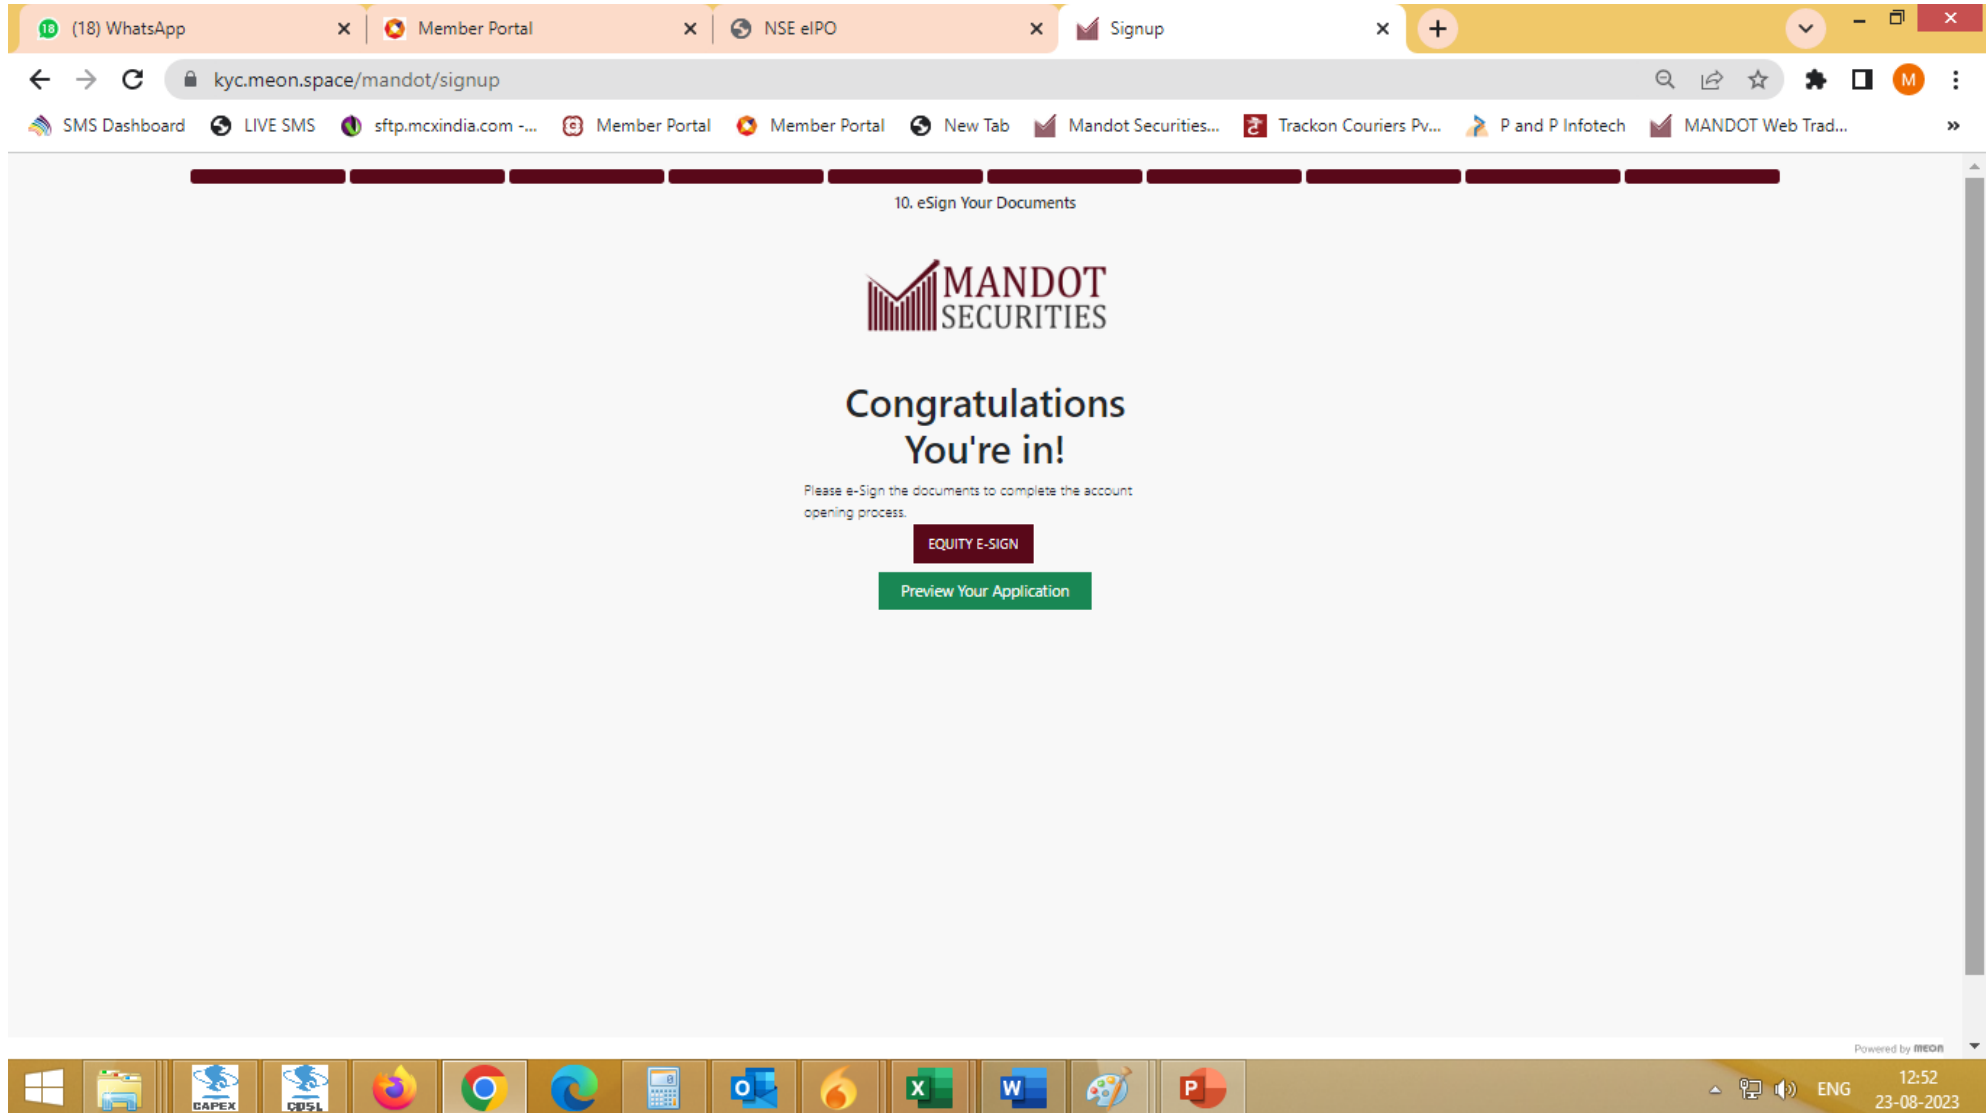 18 (18) WhatsApp
Member Portal
NSE eIPO
Signup
kyc.meon.space/mandot/signup
M
SMS Dashboard
LIVE SMS
sftp.mcxindia.com -...
Member Portal
Member Portal
New Tab
Mandot Securities...
Trackon Couriers Pv...
P and P Infotech
MANDOT Web Trad...
10. eSign Your Documents
MANDOT
SECURITIES
Congratulations
You're in!
Please e-Sign the documents to complete the account
opening process.
EQUITY E-SIGN
Preview Your Application
Powered by meon
CAPEX
CDSL
ENG
12:52
23-08-2023